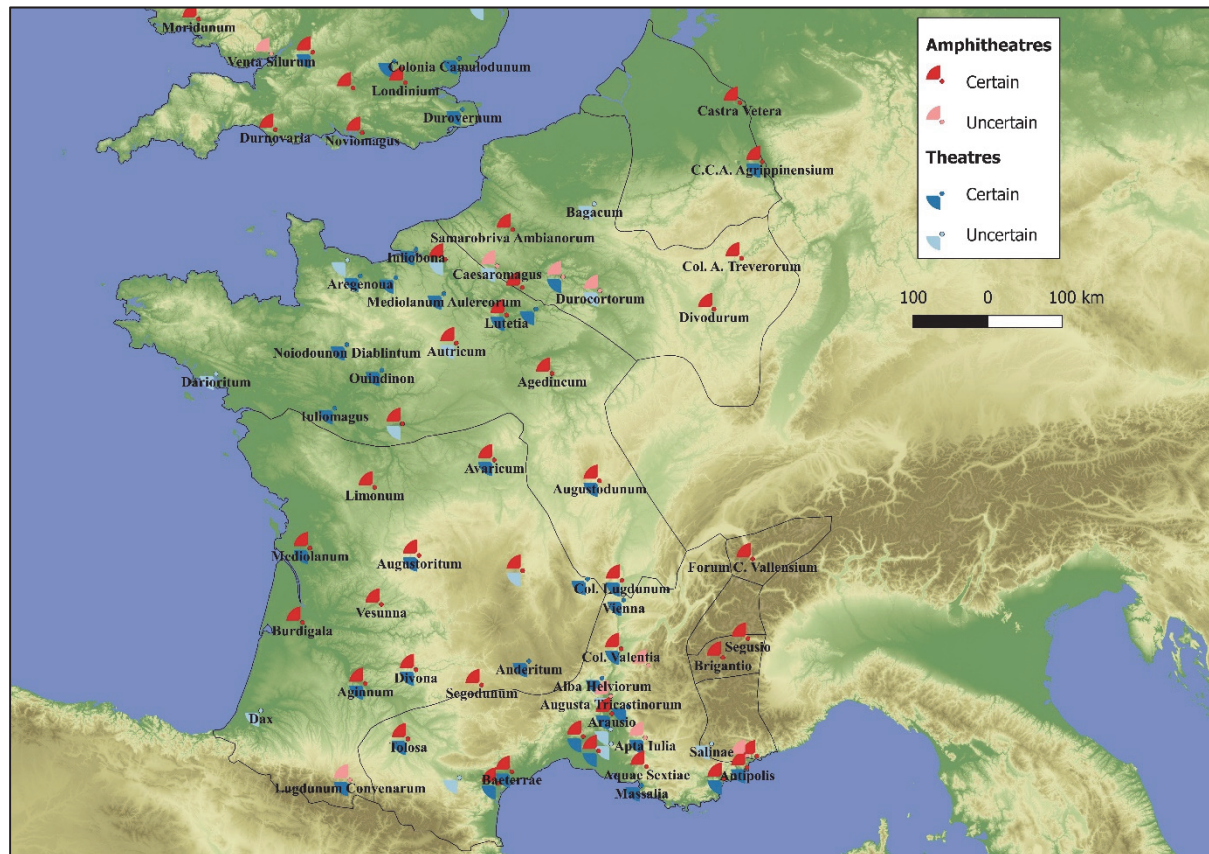 Moridunum
Venta Silurum
Colonia Camulodunum
Londinium
Durovernum
Durnovaria
Noviomagus
Castra Vetera
C.C.A. Agrippinensium
Bagacum
Samarobriva Ambianorum
Iuliobona
Caesaromagus
Col. A. Treverorum
Aregenoua
Mediolanum Aulercorum
Durocortorum
Divodurum
Lutetia
Noiodounon Diablintum
Autricum
Darioritum
Ouindinon
Agedincum
Iuliomagus
Avaricum
Limonum
Augustodunum
Mediolanum
Augustoritum
Forum C. Vallensium
Col. Lugdunum
Vienna
Vesunna
Burdigala
Segusio
Col. Valentia
Brigantio
Anderitum
Divona
Aginnum
Segodunum
Alba Helviorum
Augusta Tricastinorum
Arausio
Dax
Tolosa
Apta Iulia
Salinae
Lugdunum Convenarum
Baeterrae
Aquae Sextiae
Antipolis
Massalia
Amphitheatres
Certain
Uncertain
Theatres
Certain
Uncertain
100 0 100 km